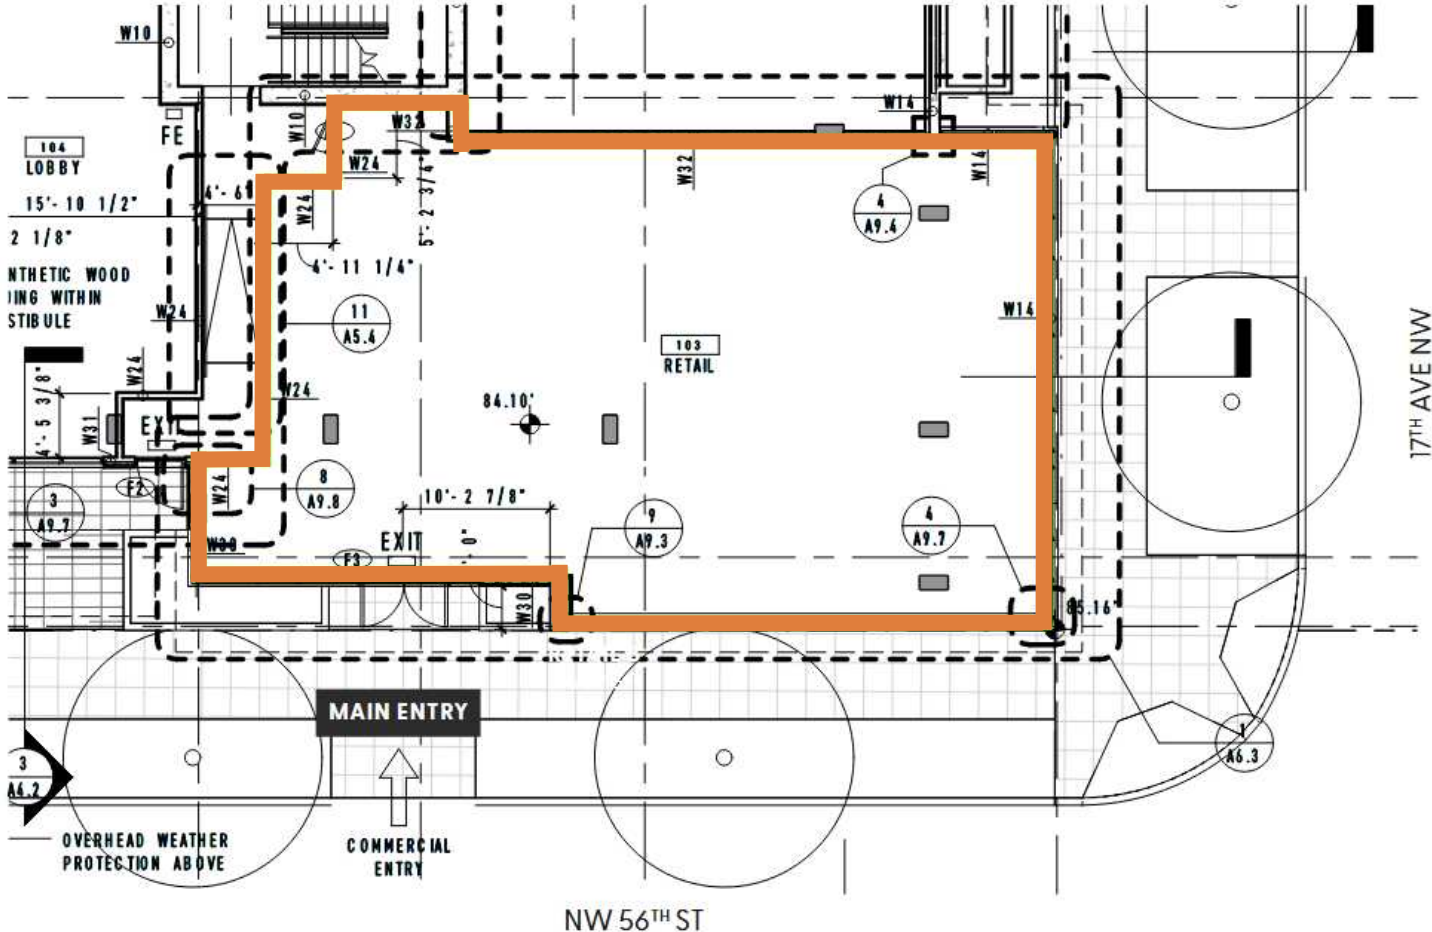 W10
W10
FE
W32
W14
104
LOBBY
W24
W32
W14
15'- 10 1/2"
4'- 6
W24
5'- 2 3/4"
4
A9.4
2 1/8"
4'- 11 1/4"
NTHETIC WOOD
ING WITHIN
STIBULE
W24
11
A5.4
W14
103
RETAIL
17TH AVE NW
W24
4'- 5 3/8"
W24
84.10'
W31
EXIT
F2
3
A9.7
W24
8
A9.8
10'- 2 7/8"
9
A9.3
4
A9.7
W30
F3
EXIT
W30
85.16'
MAIN ENTRY
1
A6.3
3
A4.2
OVERHEAD WEATHER
PROTECTION ABOVE
COMMERCIAL
ENTRY
NW 56TH ST